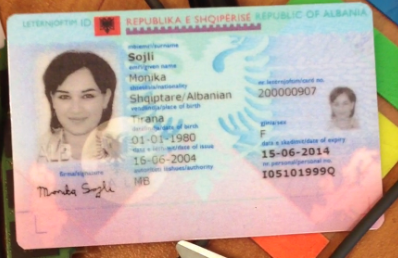 LETËRNJOFTIM ID REPUBLIKA E SHQIPËRISË REPUBLIC OF ALBANIA
mbiemri/surname
Sojli
emri/given name
Monika
shtetësia/nationality nr. letërnjoftimi/card no.
Shqiptare/Albanian 200000907
vendlindja/place of birth
Tirana
datëlindja/date of birth gjinia/sex
01-01-1980 F
data e lëshimit/date of issue data e skadimit/date of expiry
16-06-2004 15-06-2014
autoriteti lëshues/authority nr. personal/personal no.
MB I05101999Q
firma/signature
Monika Sojli